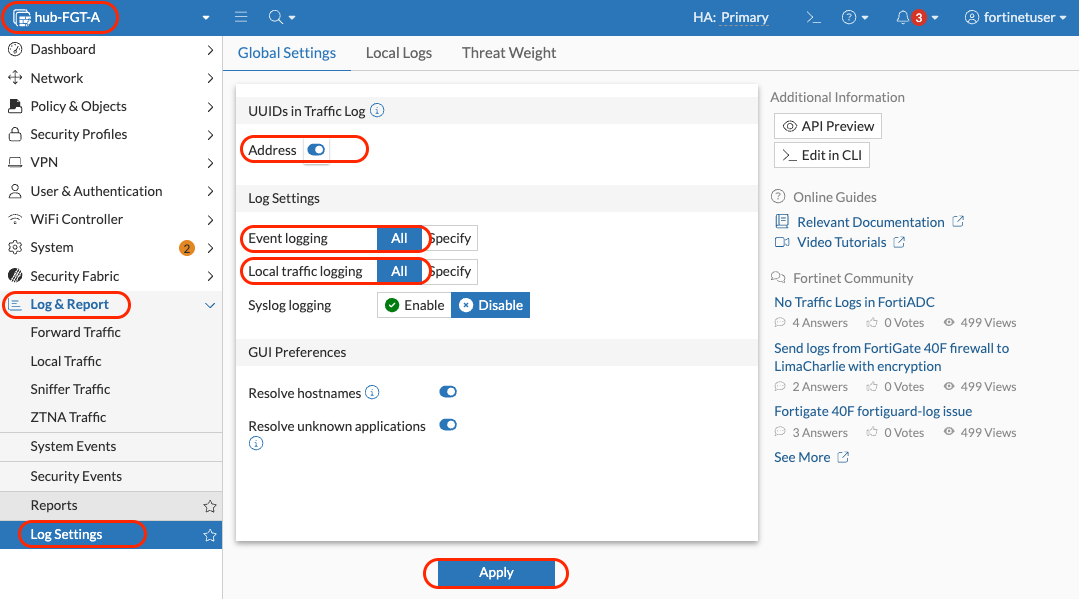 hub-FGT-A
HA: Primary
3
fortinetuser
Dashboard
Network
Policy & Objects
Security Profiles
VPN
User & Authentication
WiFi Controller
System
2
Security Fabric
Log & Report
Forward Traffic
Local Traffic
Sniffer Traffic
ZTNA Traffic
System Events
Security Events
Reports
Log Settings
Global Settings
Local Logs
Threat Weight
UUIDs in Traffic Log
Address
Log Settings
Event logging
All
Specify
Local traffic logging
All
Specify
Syslog logging
Enable
Disable
GUI Preferences
Resolve hostnames
Resolve unknown applications
Apply
Additional Information
API Preview
>_ Edit in CLI
Online Guides
Relevant Documentation
Video Tutorials
Fortinet Community
No Traffic Logs in FortiADC
4 Answers 0 Votes 499 Views
Send logs from FortiGate 40F firewall to
LimaCharlie with encryption
2 Answers 0 Votes 499 Views
Fortigate 40F fortiguard-log issue
3 Answers 0 Votes 499 Views
See More